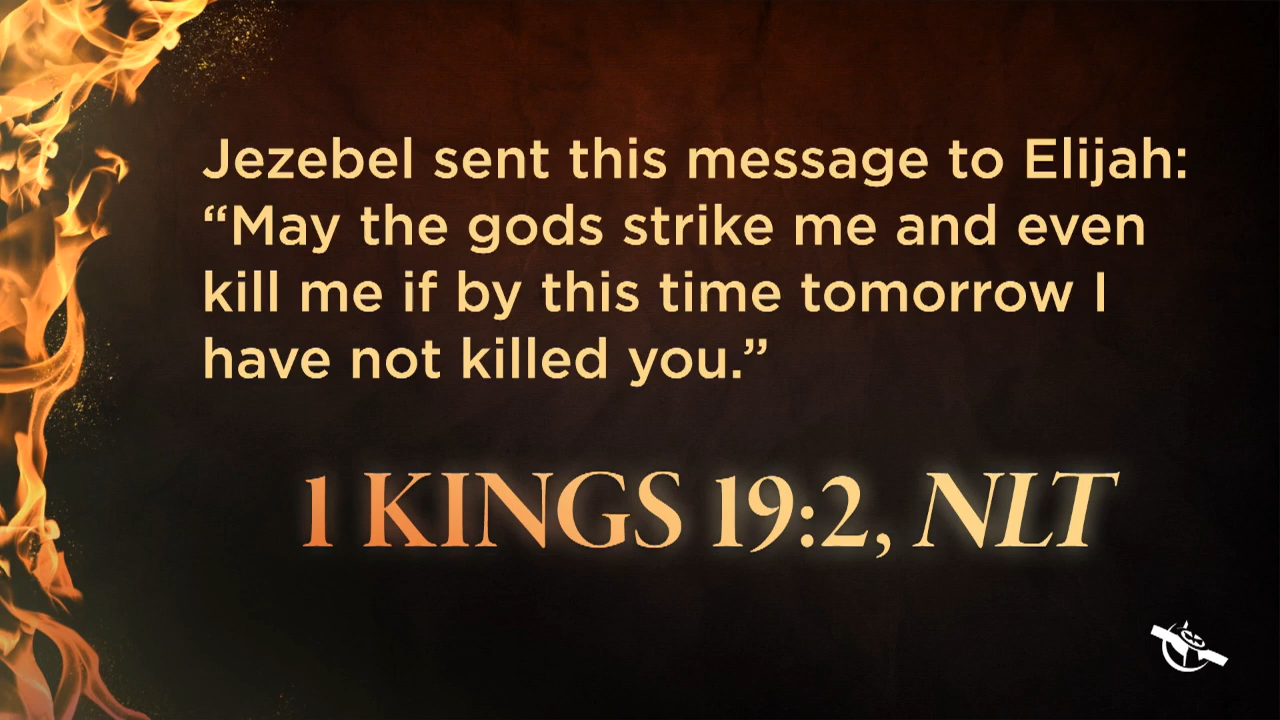 Jezebel sent this message to Elijah:
“May the gods strike me and even
kill me if by this time tomorrow I
have not killed you.”
1 KINGS 19:2, NLT